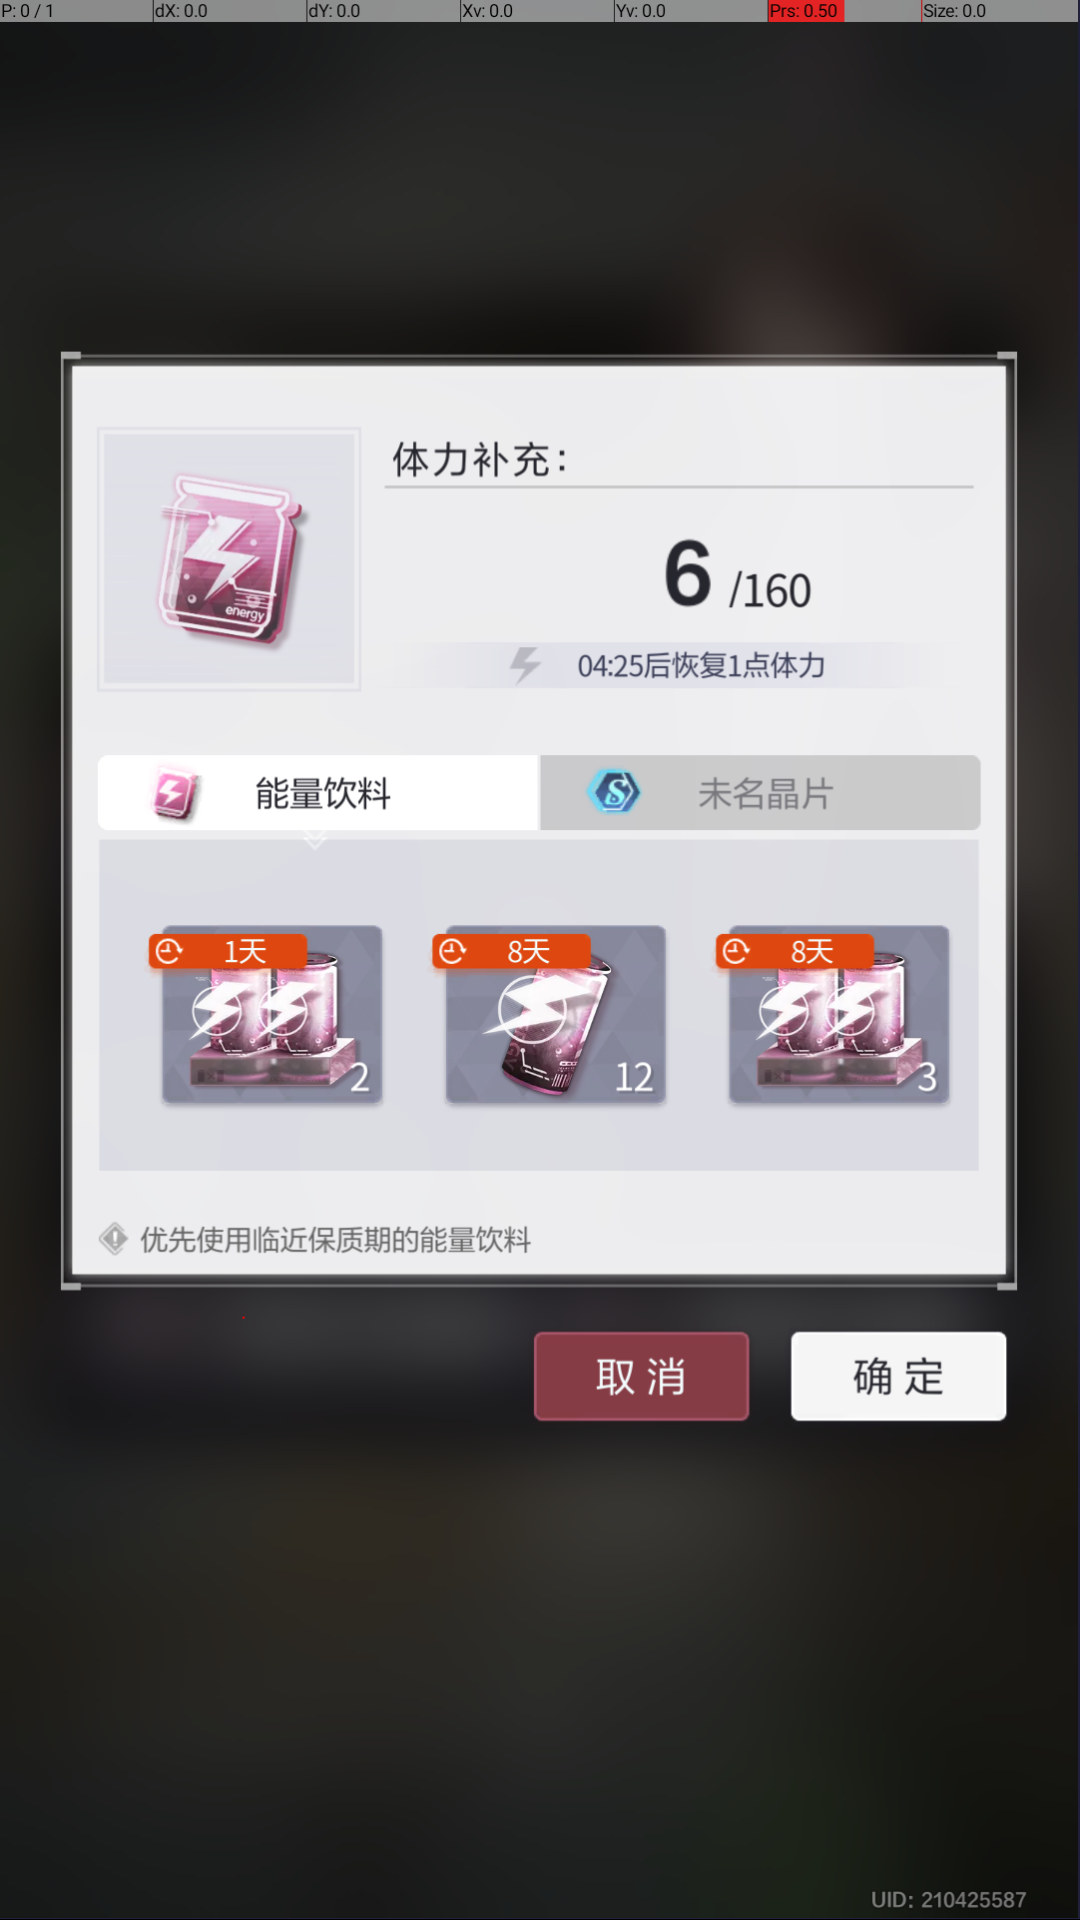 P: 0 / 1
dX: 0.0
dY: 0.0
Xv: 0.0
Yv: 0.0
Prs: 0.50
Size: 0.0
体力补充:
6 /160
energy
04:25后恢复1点体力
能量饮料
未名晶片
1天
8天
8天
2
12
3
优先使用临近保质期的能量饮料
取消
确定
UID: 210425587